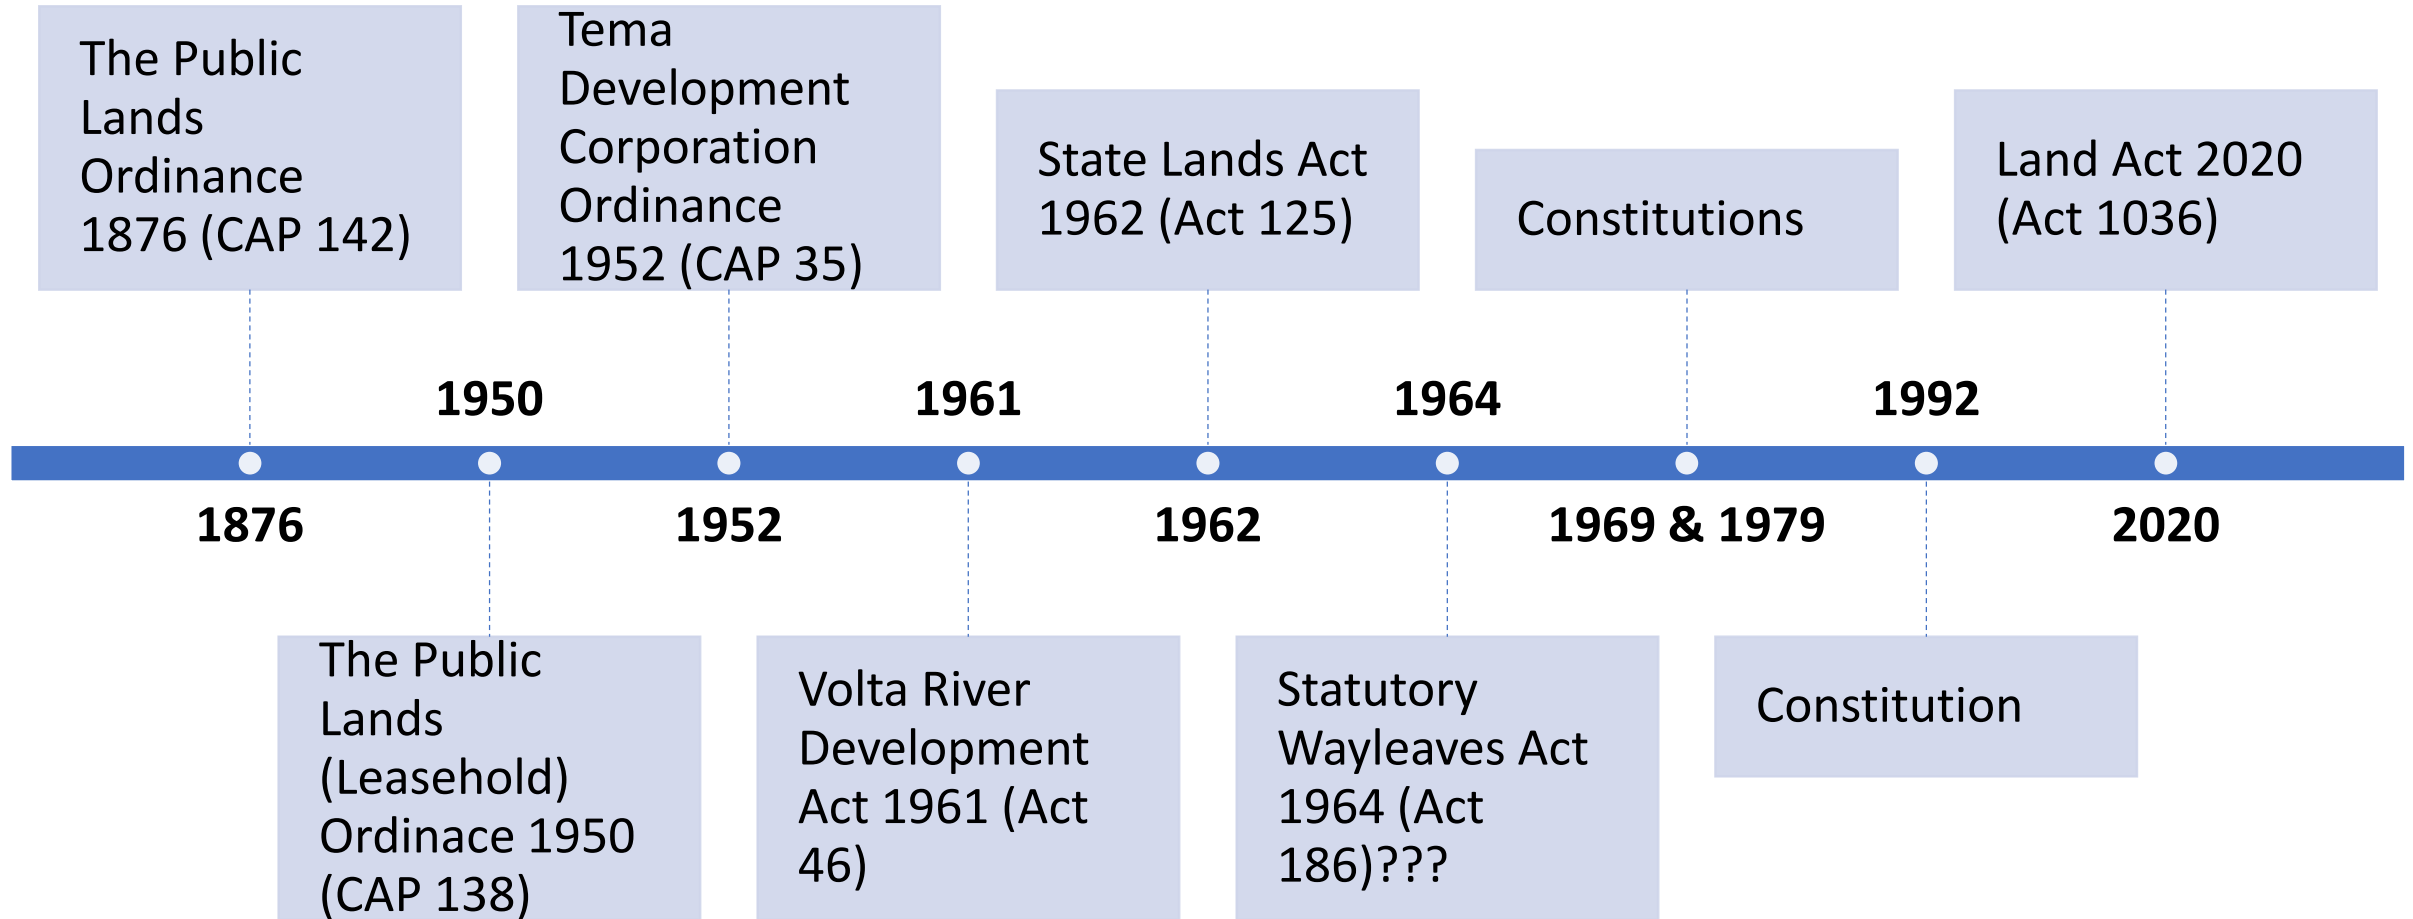 The Public
Lands
Ordinance
1876 (CAP 142)
Tema
Development
Corporation
Ordinance
1952 (CAP 35)
State Lands Act
1962 (Act 125)
Constitutions
Land Act 2020
(Act 1036)
1950
1961
1964
1992
1876
1952
1962
1969 & 1979
2020
The Public
Lands
(Leasehold)
Ordinace 1950
(CAP 138)
Volta River
Development
Act 1961 (Act
46)
Statutory
Wayleaves Act
1964 (Act
186)???
Constitution